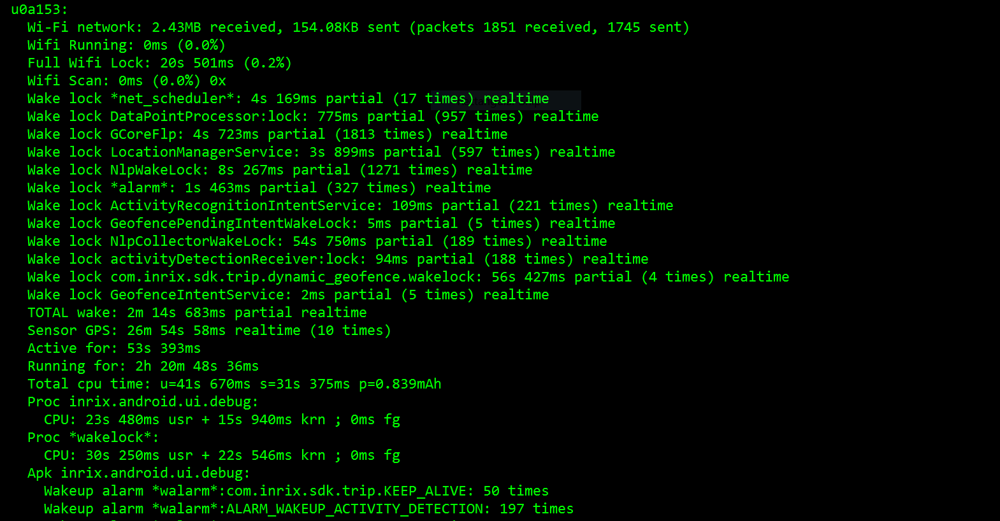 u0a153:
Wi-Fi network: 2.43MB received, 154.08KB sent (packets 1851 received, 1745 sent)
Wifi Running: 0ms (0.0%)
Full Wifi Lock: 20s 501ms (0.2%)
Wifi Scan: 0ms (0.0%) 0x
Wake lock *net_scheduler*: 4s 169ms partial (17 times) realtime
Wake lock DataPointProcessor:lock: 775ms partial (957 times) realtime
Wake lock GCoreFlp: 4s 723ms partial (1813 times) realtime
Wake lock LocationManagerService: 3s 899ms partial (597 times) realtime
Wake lock NlpWakeLock: 8s 267ms partial (1271 times) realtime
Wake lock *alarm*: 1s 463ms partial (327 times) realtime
Wake lock ActivityRecognitionIntentService: 109ms partial (221 times) realtime
Wake lock GeofencePendingIntentWakeLock: 5ms partial (5 times) realtime
Wake lock NlpCollectorWakeLock: 54s 750ms partial (189 times) realtime
Wake lock activityDetectionReceiver:lock: 94ms partial (188 times) realtime
Wake lock com.inrix.sdk.trip.dynamic_geofence.wakelock: 56s 427ms partial (4 times) realtime
Wake lock GeofenceIntentService: 2ms partial (5 times) realtime
TOTAL wake: 2m 14s 683ms partial realtime
Sensor GPS: 26m 54s 58ms realtime (10 times)
Active for: 53s 393ms
Running for: 2h 20m 48s 36ms
Total cpu time: u=41s 670ms s=31s 375ms p=0.839mAh
Proc inrix.android.ui.debug:
CPU: 23s 480ms usr + 15s 940ms krn ; 0ms fg
Proc *wakelock*:
CPU: 30s 250ms usr + 22s 546ms krn ; 0ms fg
Apk inrix.android.ui.debug:
Wakeup alarm *walarm*:com.inrix.sdk.trip.KEEP_ALIVE: 50 times
Wakeup alarm *walarm*:ALARM_WAKEUP_ACTIVITY_DETECTION: 197 times